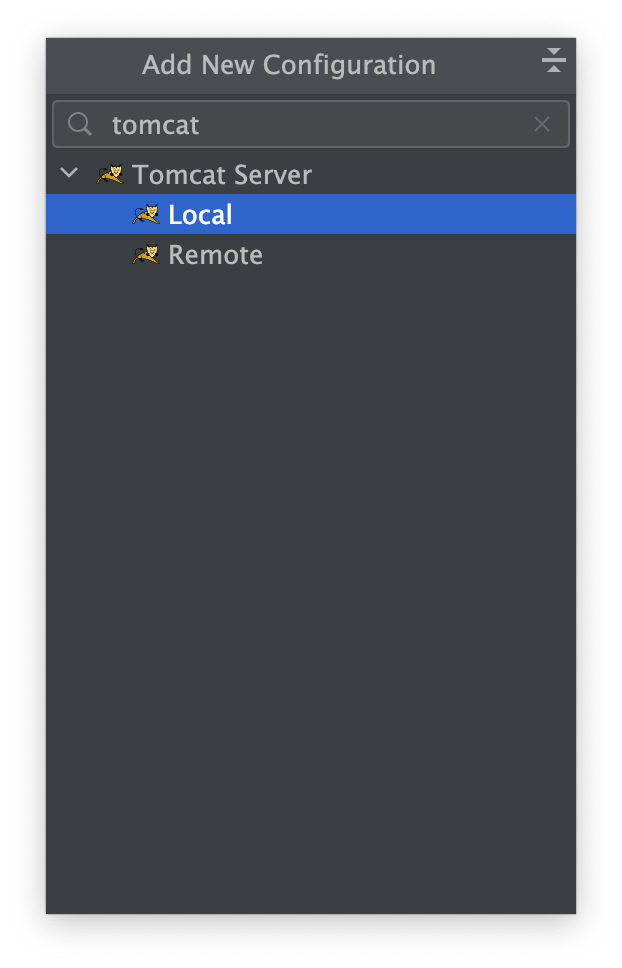 Add New Configuration
tomcat
Tomcat Server
Local
Remote